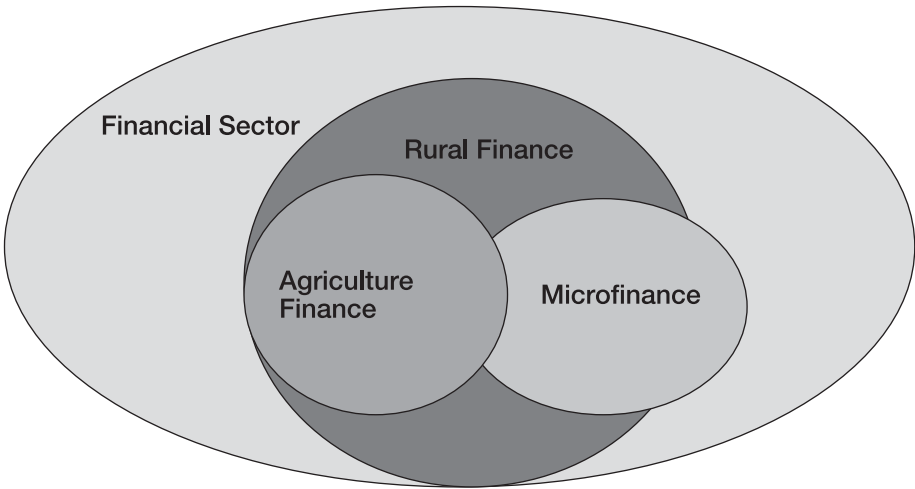 Financial Sector
Rural Finance
Agriculture
Finance
Microfinance